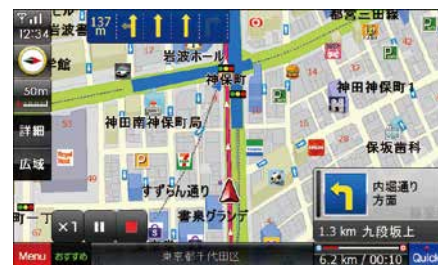 12:34
137
m
岩波書
都営三田線
岩波ホール
神保町
50m
神田神保町1
詳細
神田南神保町局
保坂歯科
広域
すずらん通り
内堀通り
方面
町一丁
×1
書泉グランデ
1.3 km 九段坂上
Menu
おすすめ
東京都千代田区
6.2 km / 00:10
Quick